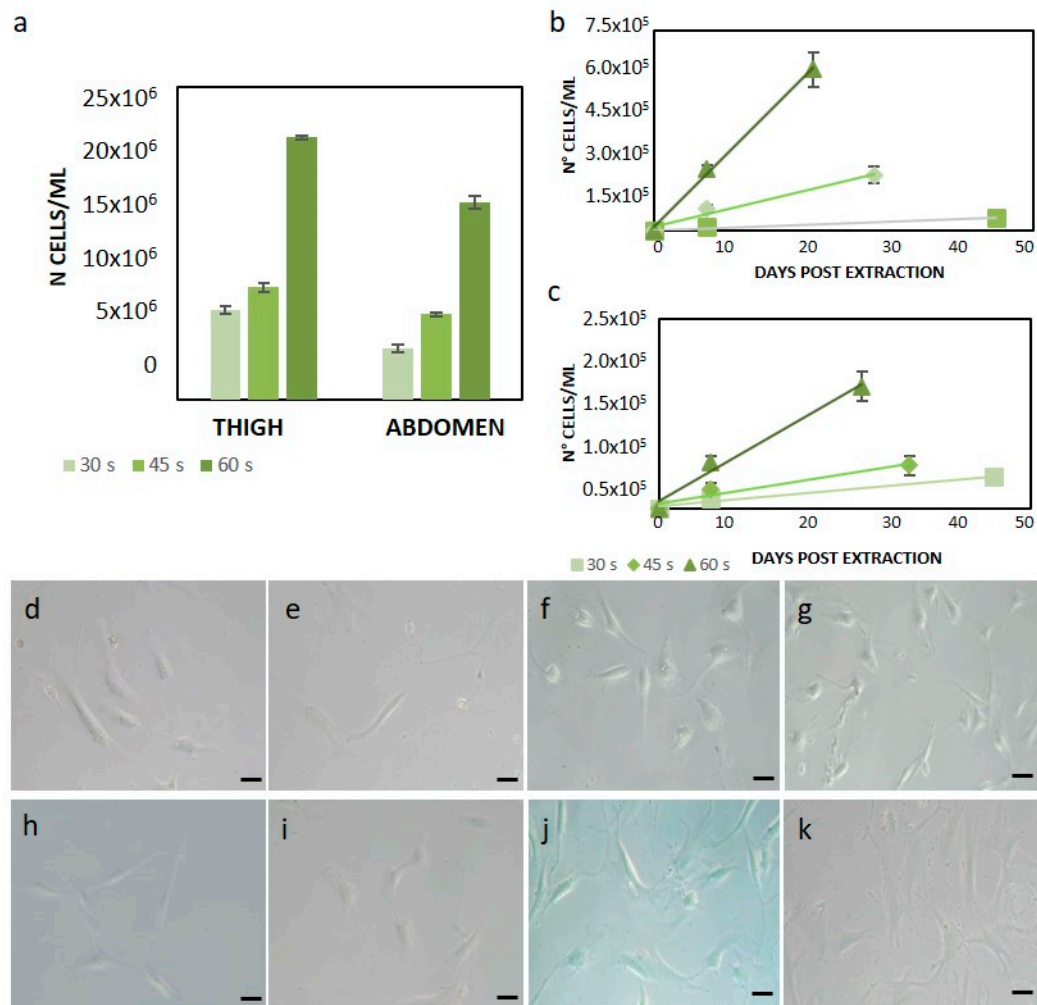 a
25x10⁶
20x10⁶
15x10⁶
10x10⁶
5x10⁶
0
N CELLS/ML
THIGH ABDOMEN
30 s 45 s 60 s
b
7.5x10⁵
6.0x10⁵
4.5x10⁵
3.0x10⁵
1.5x10⁵
N° CELLS/ML
0 10 20 30 40 50
DAYS POST EXTRACTION
c
2.5x10⁵
2.0x10⁵
1.5x10⁵
1.0x10⁵
0.5x10⁵
N° CELLS/ML
0 10 20 30 40 50
DAYS POST EXTRACTION
30 s 45 s 60 s
d e f g
h i j k